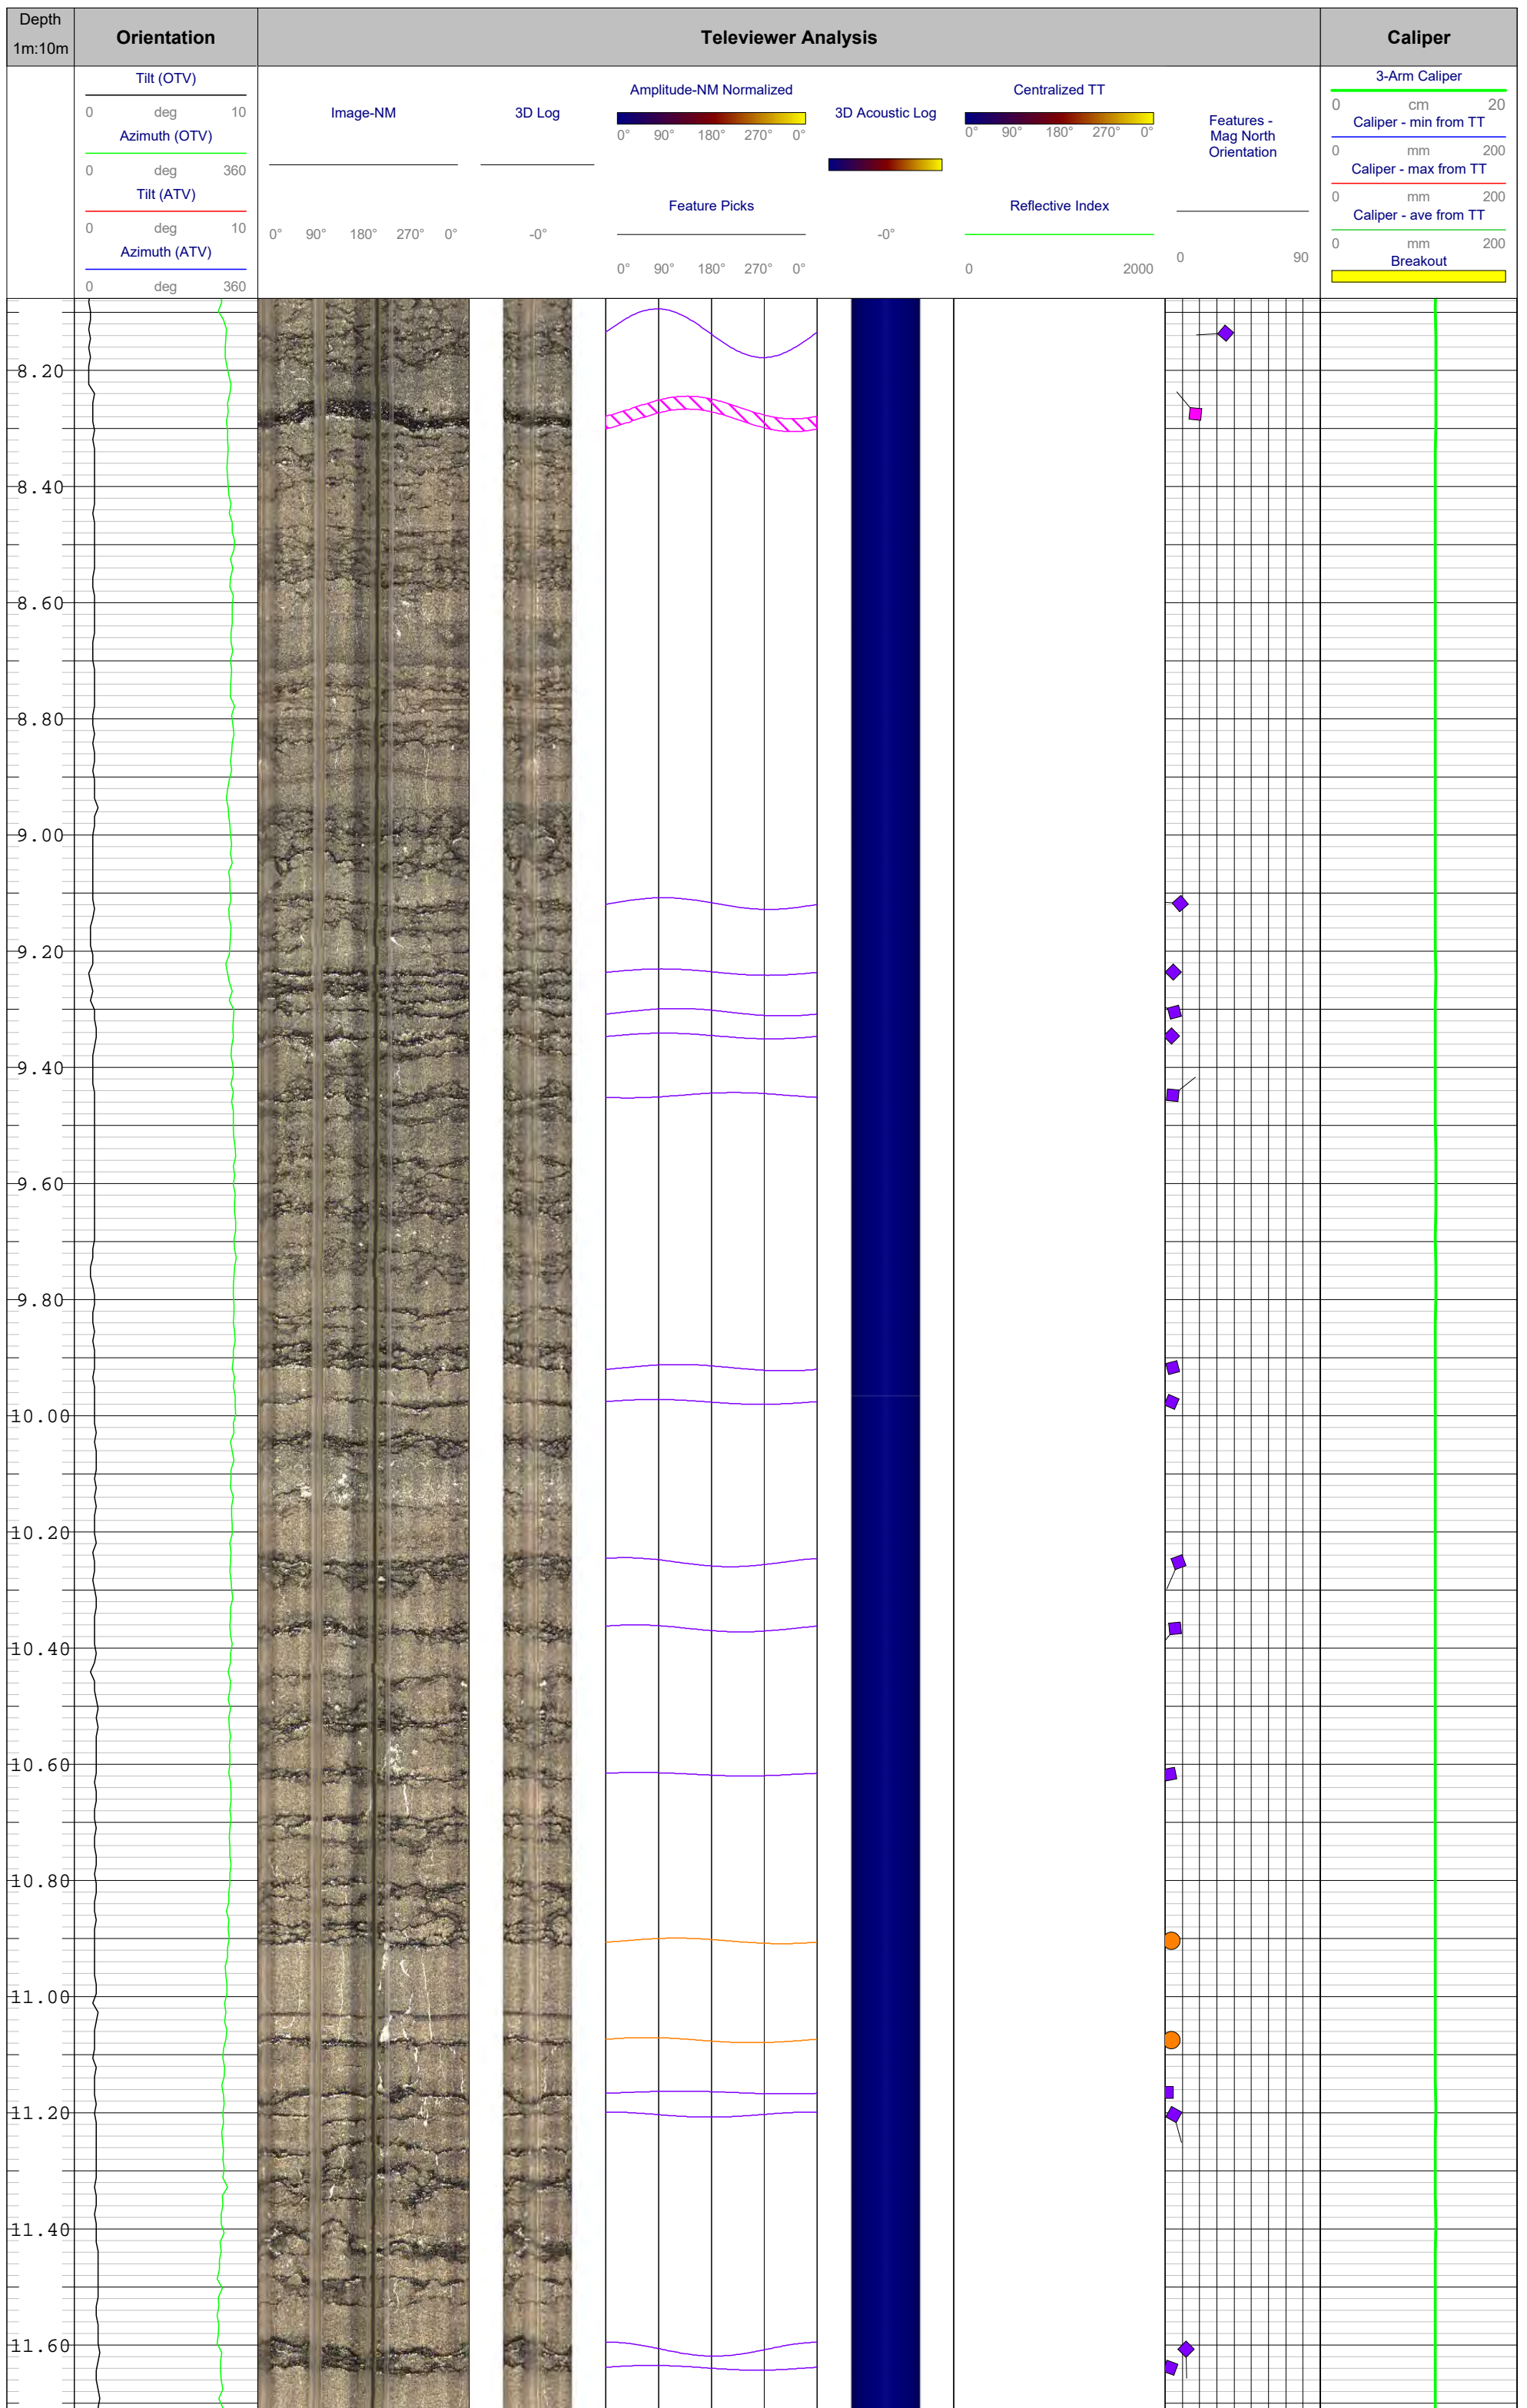 Depth
1m:10m
Orientation
Televiewer Analysis
Caliper
Tilt (OTV)
0 deg 10
Azimuth (OTV)
0 deg 360
Tilt (ATV)
0 deg 10
Azimuth (ATV)
0 deg 360
Image-NM
0° 90° 180° 270° 0°
3D Log
-0°
Amplitude-NM Normalized
0° 90° 180° 270° 0°
Feature Picks
0° 90° 180° 270° 0°
3D Acoustic Log
-0°
Centralized TT
0° 90° 180° 270° 0°
Reflective Index
0 2000
Features -
Mag North
Orientation
0 90
3-Arm Caliper
0 cm 20
Caliper - min from TT
0 mm 200
Caliper - max from TT
0 mm 200
Caliper - ave from TT
0 mm 200
Breakout
8.20
8.40
8.60
8.80
9.00
9.20
9.40
9.60
9.80
10.00
10.20
10.40
10.60
10.80
11.00
11.20
11.40
11.60